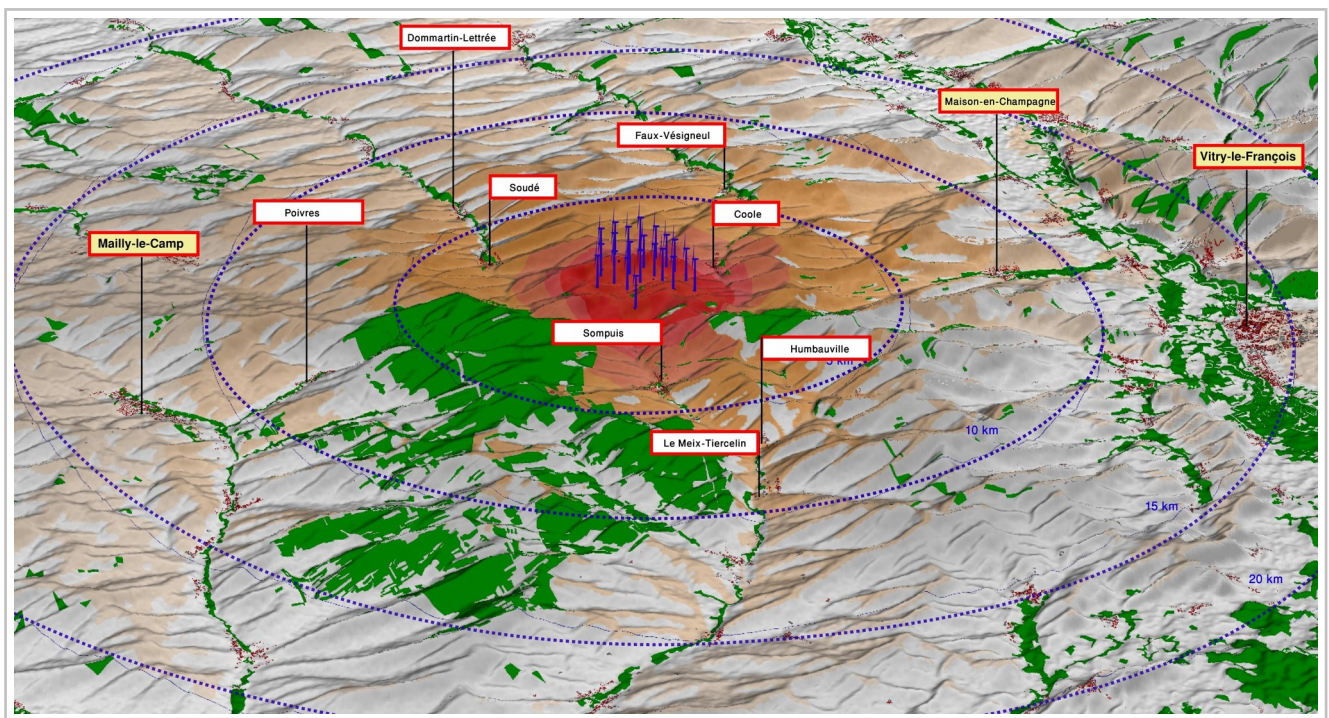 Dommartin-Lettrée
Maison-en-Champagne
Faux-Vésigneul
Vitry-le-François
Soudé
Poivres
Coole
Mailly-le-Camp
Sompuis
Humbauville
5 km
10 km
Le Meix-Tiercelin
15 km
20 km